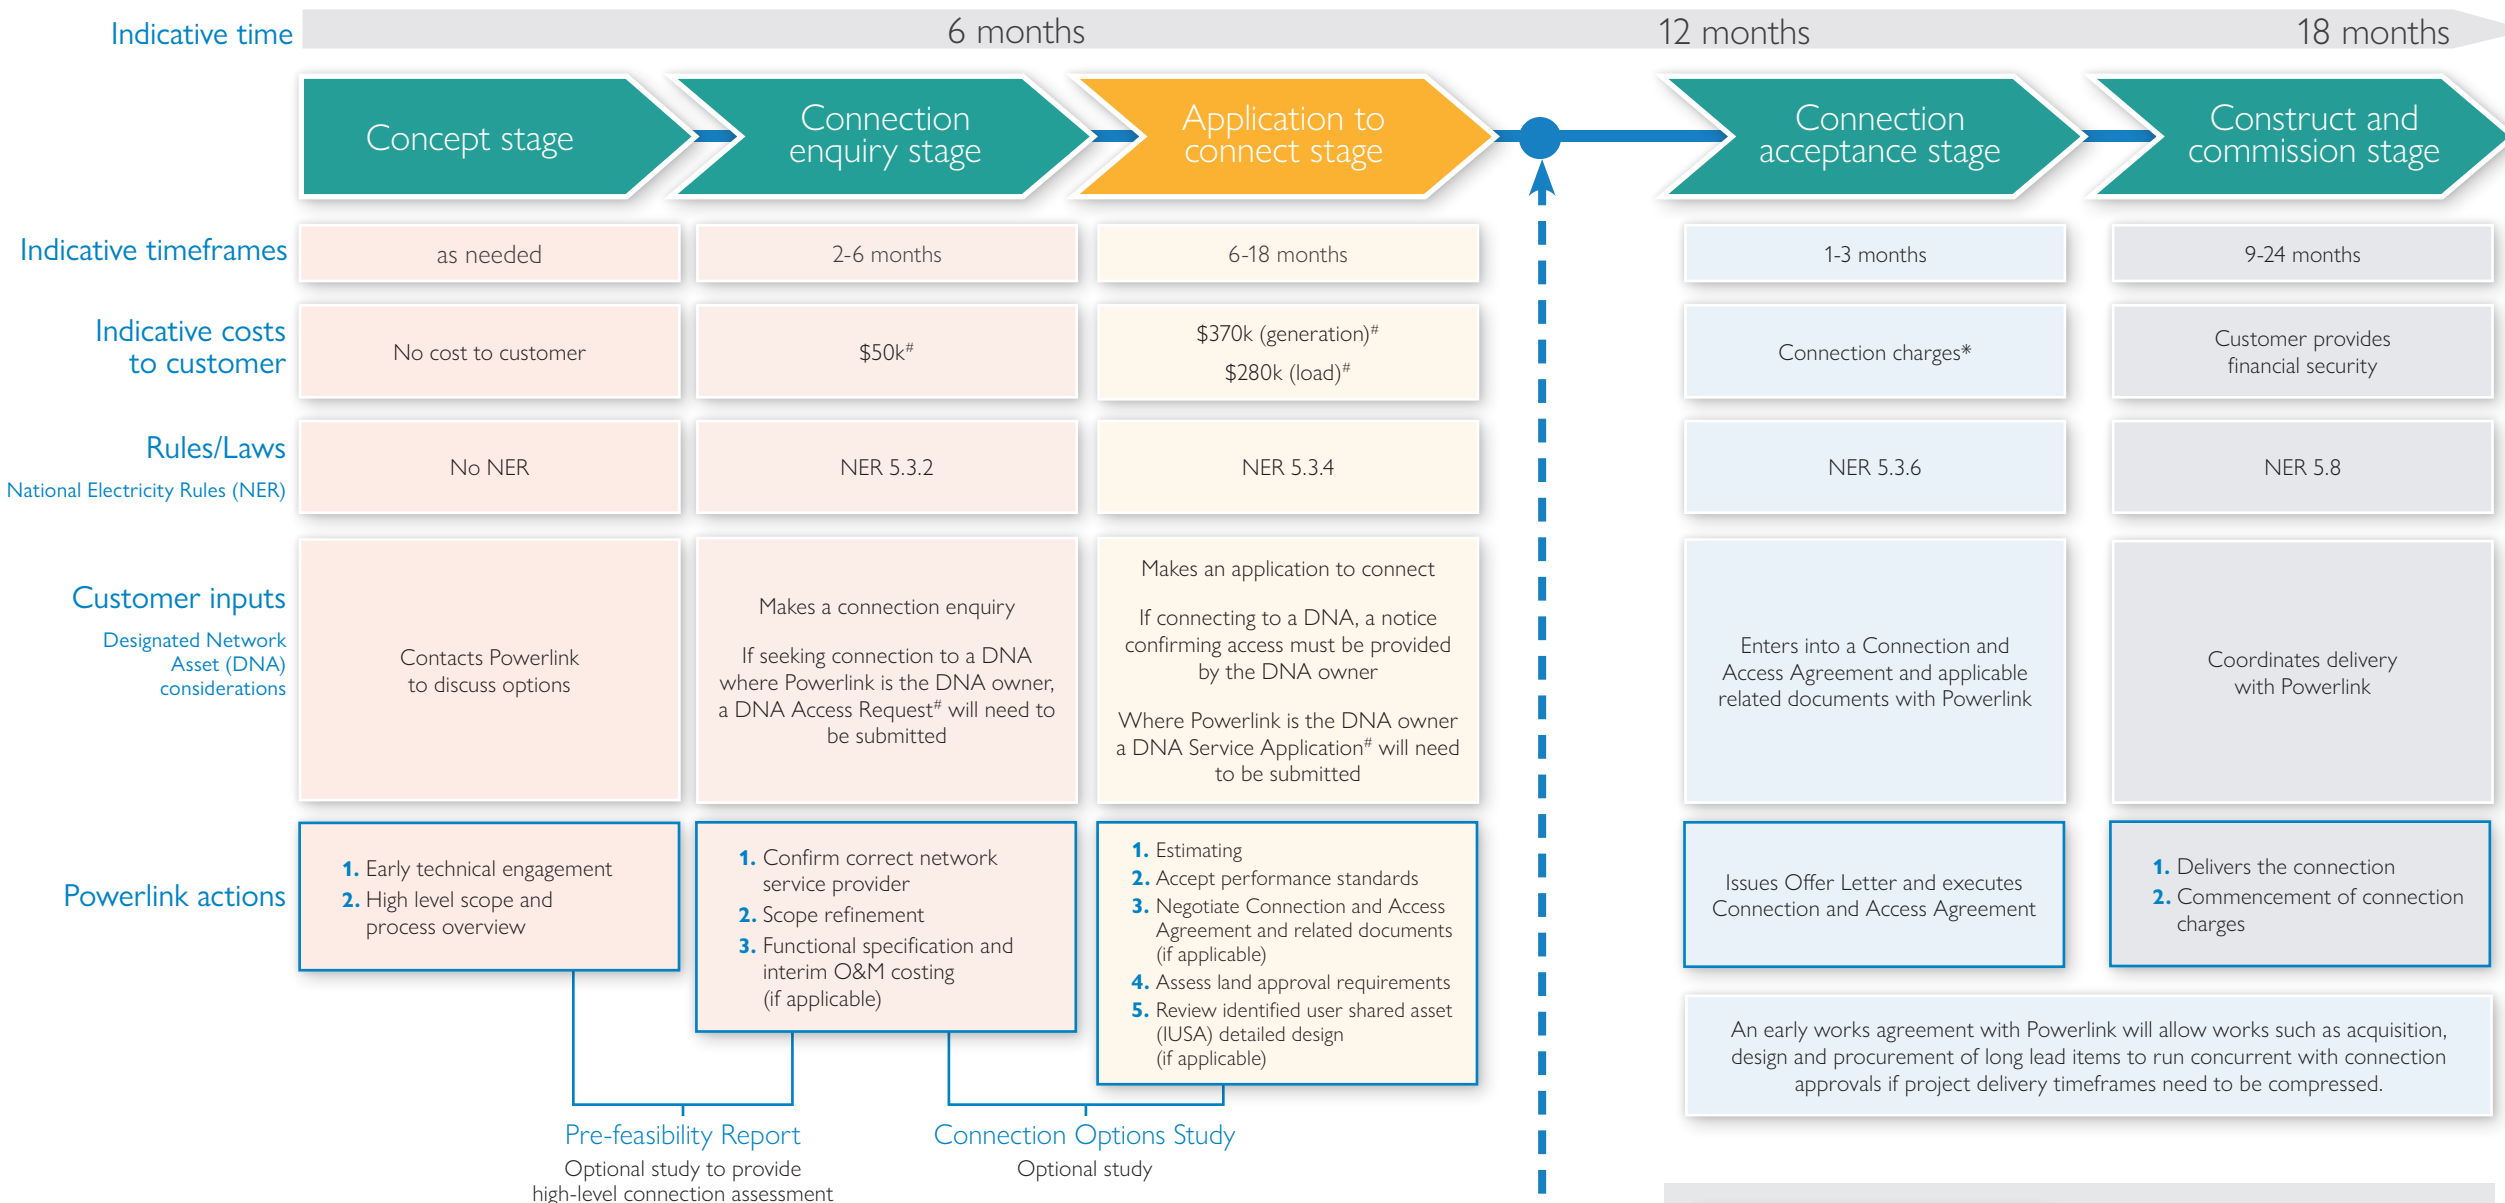 Indicative time
6 months
12 months
18 months
Concept stage
Connection
enquiry stage
Application to
connect stage
Connection
acceptance stage
Construct and
commission stage
Indicative timeframes
as needed
2-6 months
6-18 months
1-3 months
9-24 months
Indicative costs
to customer
No cost to customer
$50k#
$370k (generation)#
$280k (load)#
Connection charges*
Customer provides
financial security
Rules/Laws
National Electricity Rules (NER)
No NER
NER 5.3.2
NER 5.3.4
NER 5.3.6
NER 5.8
Customer inputs
Designated Network
Asset (DNA)
considerations
Contacts Powerlink
to discuss options
Makes a connection enquiry
If seeking connection to a DNA
where Powerlink is the DNA owner,
a DNA Access Request# will need to
be submitted
Makes an application to connect
If connecting to a DNA, a notice
confirming access must be provided
by the DNA owner
Where Powerlink is the DNA owner
a DNA Service Application# will need
to be submitted
Enters into a Connection and
Access Agreement and applicable
related documents with Powerlink
Coordinates delivery
with Powerlink
Powerlink actions
1. Early technical engagement
2. High level scope and
process overview
1. Confirm correct network
service provider
2. Scope refinement
3. Functional specification and
interim O&M costing
(if applicable)
1. Estimating
2. Accept performance standards
3. Negotiate Connection and Access
Agreement and related documents
(if applicable)
4. Assess land approval requirements
5. Review identified user shared asset
(IUSA) detailed design
(if applicable)
Issues Offer Letter and executes
Connection and Access Agreement
1. Delivers the connection
2. Commencement of connection
charges
An early works agreement with Powerlink will allow works such as acquisition,
design and procurement of long lead items to run concurrent with connection
approvals if project delivery timeframes need to be compressed.
Pre-feasibility Report
Optional study to provide
high-level connection assessment
Connection Options Study
Optional study